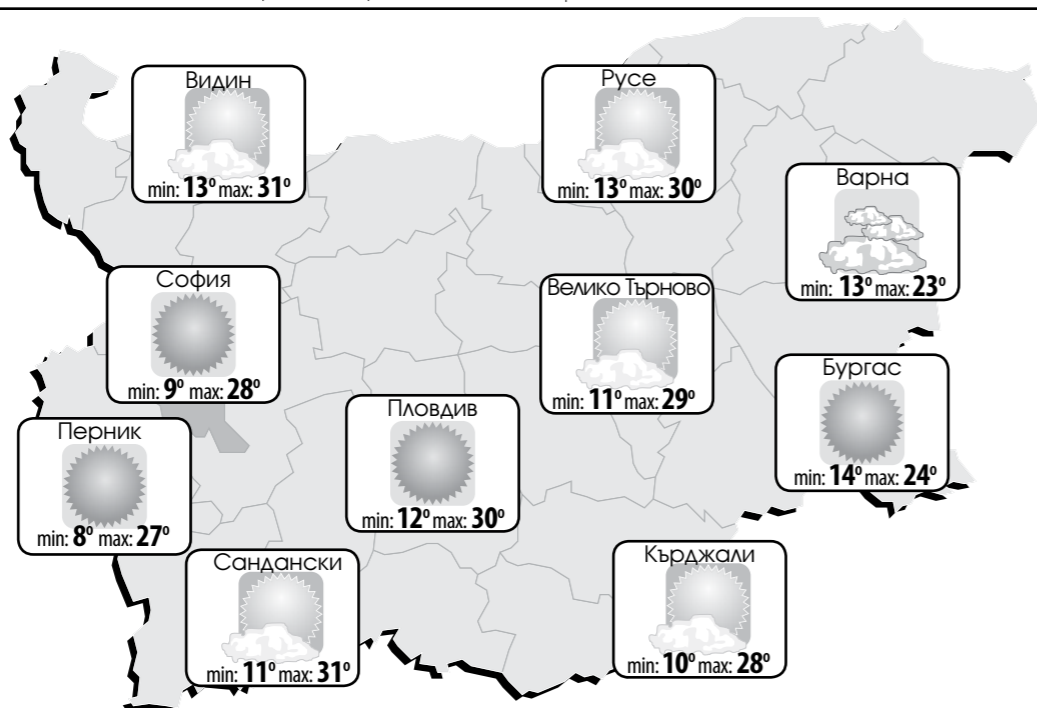 Видин
min: 13° max: 31°
Русе
min: 13° max: 30°
Варна
min: 13° max: 23°
София
min: 9° max: 28°
Велико Търново
min: 11° max: 29°
Бургас
min: 14° max: 24°
Пловдив
min: 12° max: 30°
Перник
min: 8° max: 27°
Сандански
min: 11° max: 31°
Кърджали
min: 10° max: 28°